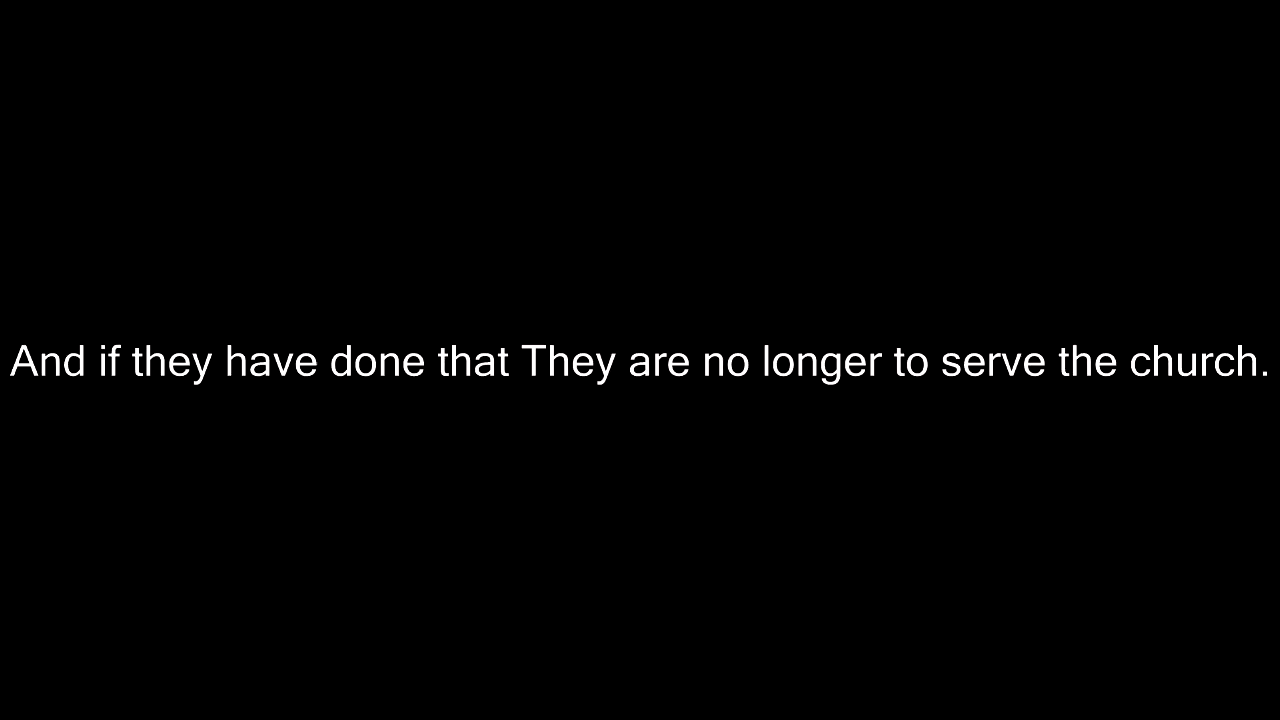 And if they have done that They are no longer to serve the church.